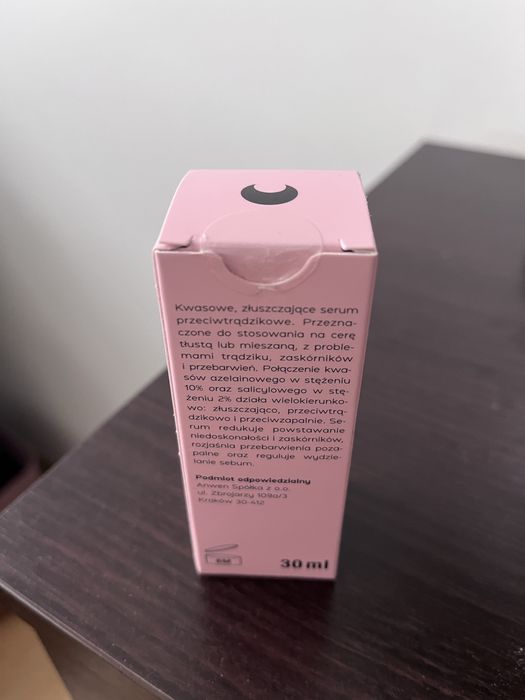 Kwasowe, złuszczające serum
przeciwtrądzikowe. Przezna-
czone do stosowania na cerę
tłustą lub mieszaną, z proble-
mami trądziku, zaskórników
i przebarwień. Połączenie kwa-
sów azelainowego w stężeniu
10% oraz salicylowego w stę-
żeniu 2% działa wielokierunko-
wo: złuszczająco, przeciwtrą-
dzikowo i przeciwzapalnie. Se-
rum redukuje powstawanie
niedoskonałości i zaskórników,
rozjaśnia przebarwienia poza-
palne oraz reguluje wydzie-
lanie sebum.
Podmiot odpowiedzialny
Anwen Spółka z o.o.
ul. Zbrojarzy 109a/3
Kraków 30-412
6M
30 ml